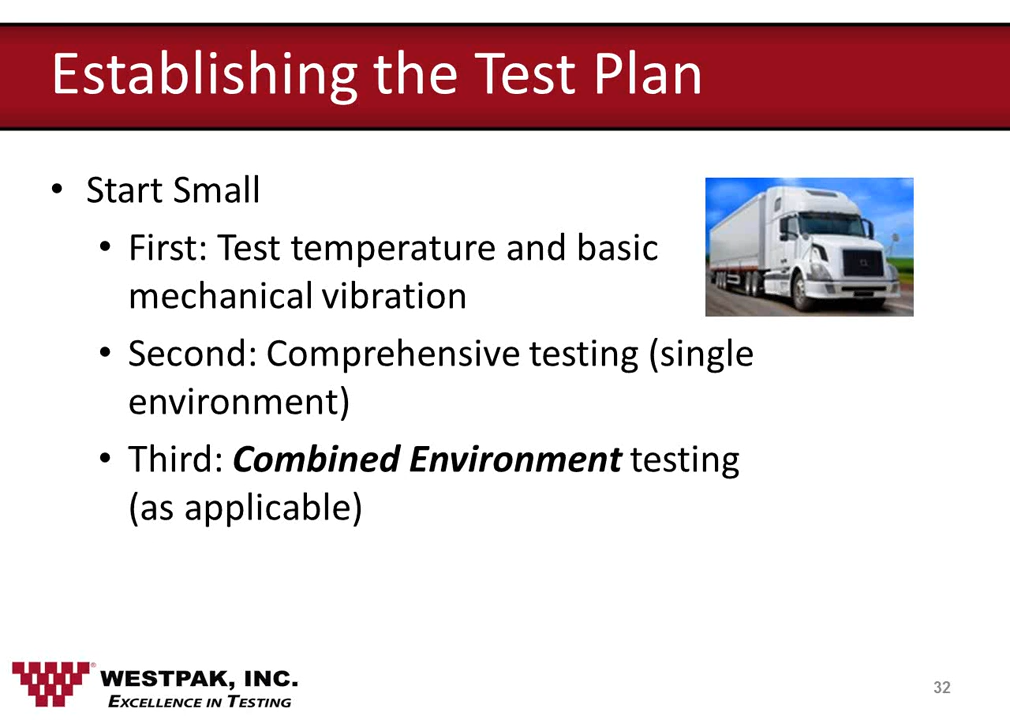 Establishing the Test Plan
• Start Small
• First: Test temperature and basic
mechanical vibration
• Second: Comprehensive testing (single
environment)
• Third: Combined Environment testing
(as applicable)
® WESTPAK, INC.
EXCELLENCE IN TESTING
32